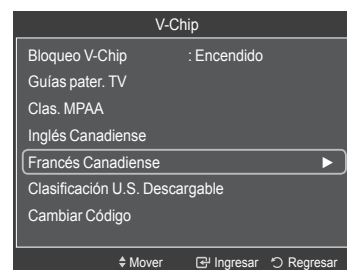 V-Chip
Bloqueo V-Chip : Encendido
Guías pater. TV
Clas. MPAA
Inglés Canadiense
Francés Canadiense
Clasificación U.S. Descargable
Cambiar Código
Mover Ingresar Regresar